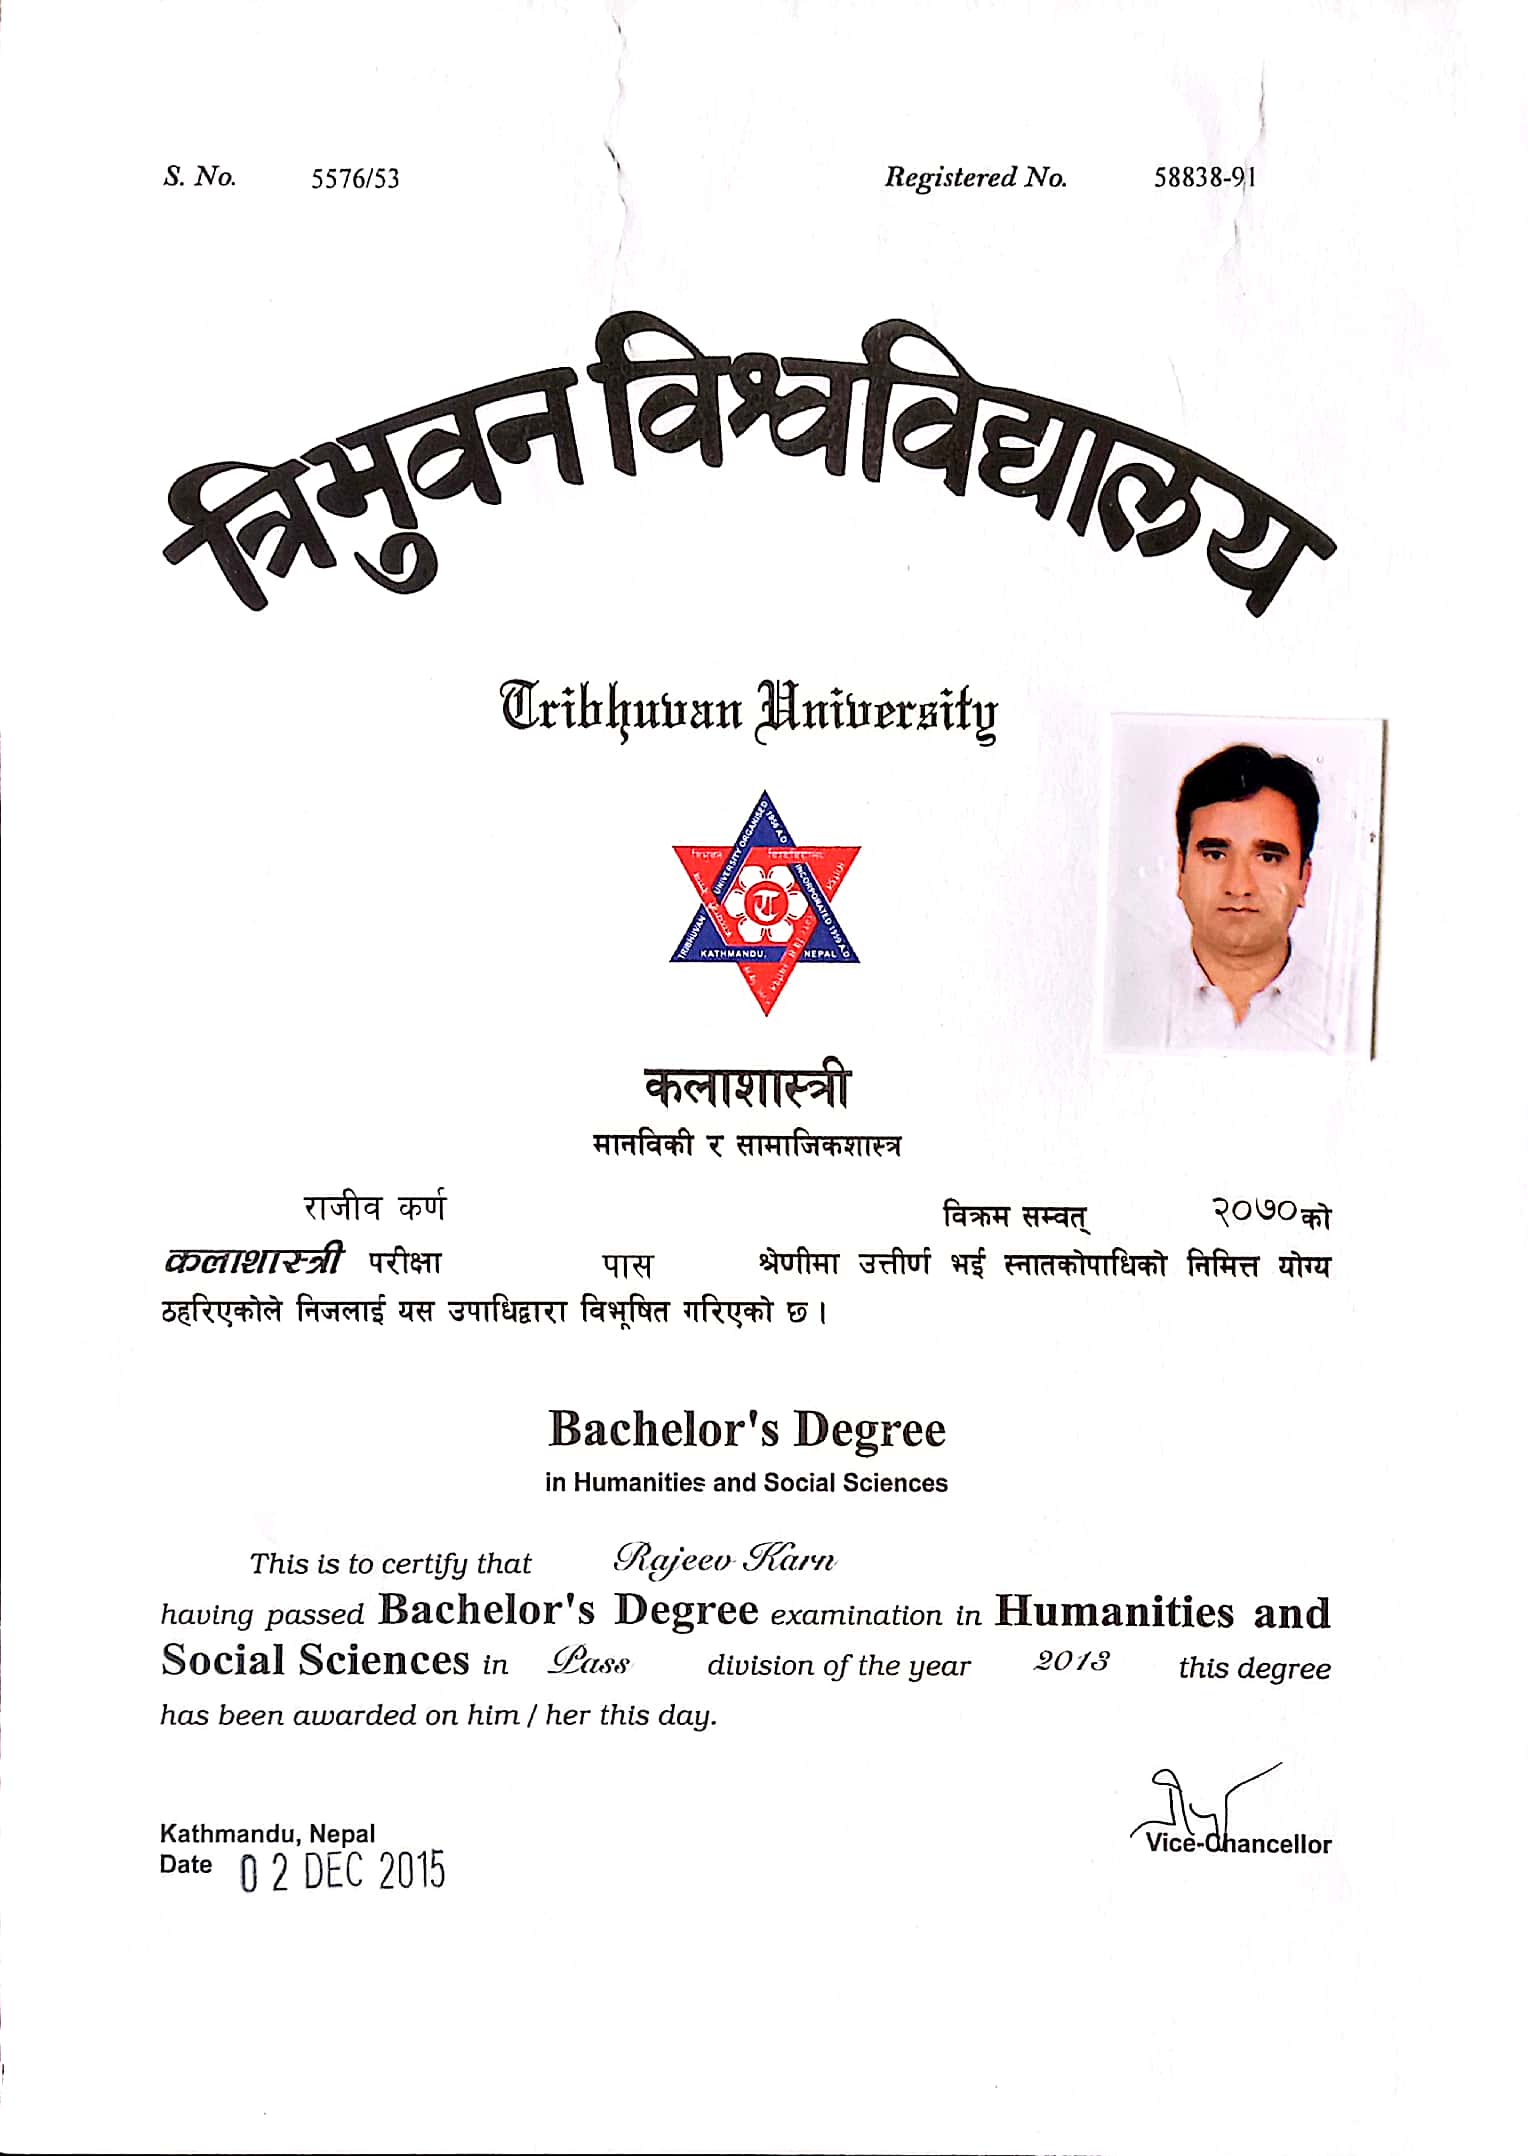 S. No. 5576/53 Registered No. 58838-91
त्रिभुवन विश्वविद्यालय
Tribhuvan University
TRIBHUVAN UNIVERSITY ORGANISED 1956 A.D INCORPORATED 1959 A.D
KATHMANDU, NEPAL
कलाशास्त्री
मानविकी र सामाजिकशास्त्र
राजीव कर्ण विक्रम सम्वत् २०७०को
कलाशास्त्री परीक्षा पास श्रेणीमा उत्तीर्ण भई स्नातकोपाधिको निमित्त योग्य
ठहरिएकोले निजलाई यस उपाधिद्वारा विभूषित गरिएको छ ।
Bachelor's Degree
in Humanities and Social Sciences
This is to certify that Rajeev Karn
having passed Bachelor's Degree examination in Humanities and
Social Sciences in Pass division of the year 2013 this degree
has been awarded on him / her this day.
Kathmandu, Nepal
Date 02 DEC 2015
Vice-Chancellor